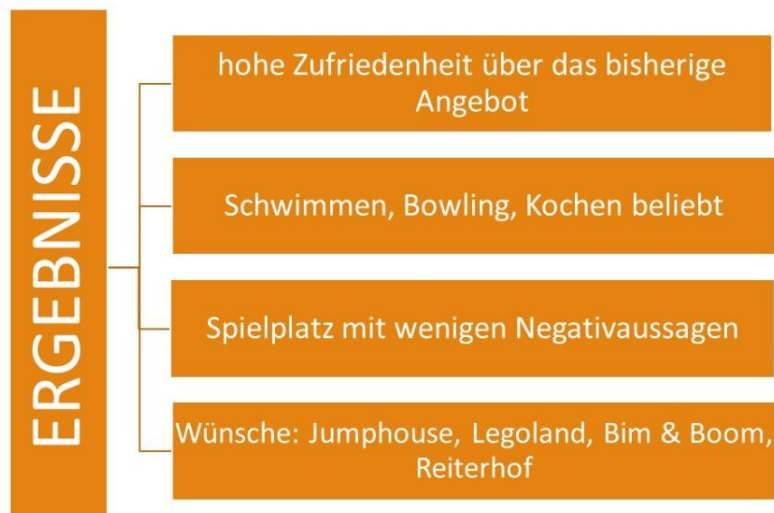 ERGEBNISSE
hohe Zufriedenheit über das bisherige
Angebot
Schwimmen, Bowling, Kochen beliebt
Spielplatz mit wenigen Negativaussagen
Wünsche: Jumphouse, Legoland, Bim & Boom,
Reiterhof